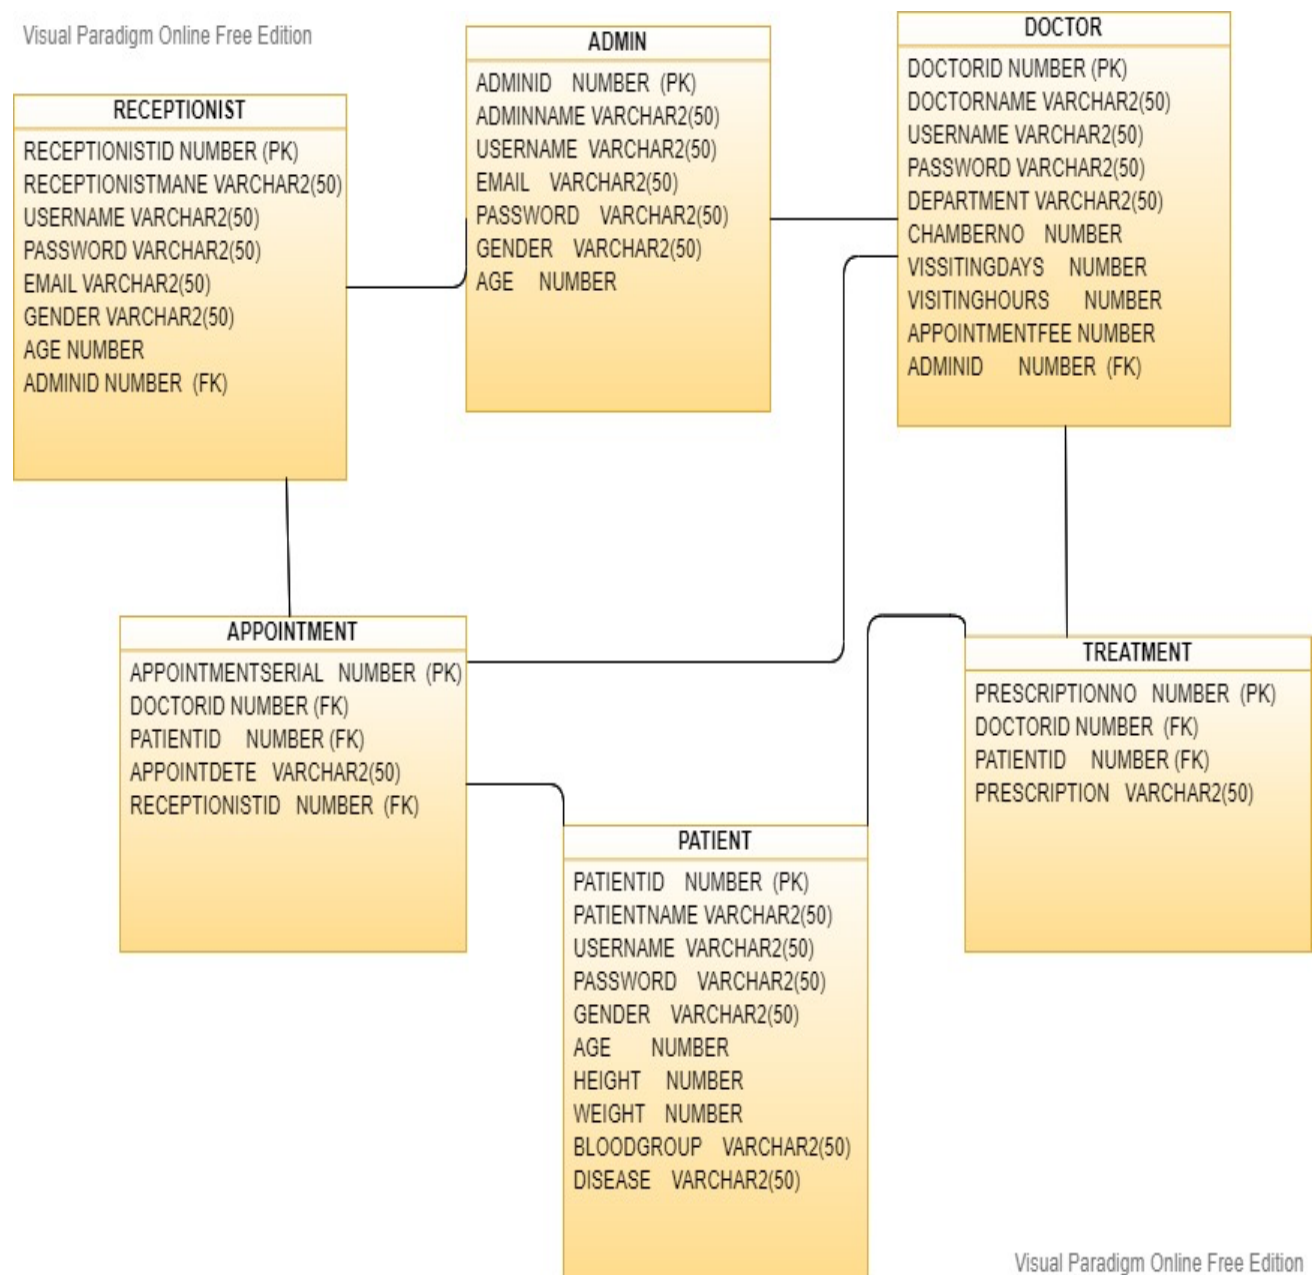 Visual Paradigm Online Free Edition
RECEPTIONIST
RECEPTIONISTID NUMBER (PK)
RECEPTIONISTMANE VARCHAR2(50)
USERNAME VARCHAR2(50)
PASSWORD VARCHAR2(50)
EMAIL VARCHAR2(50)
GENDER VARCHAR2(50)
AGE NUMBER
ADMINID NUMBER (FK)
ADMIN
ADMINID NUMBER (PK)
ADMINNAME VARCHAR2(50)
USERNAME VARCHAR2(50)
EMAIL VARCHAR2(50)
PASSWORD VARCHAR2(50)
GENDER VARCHAR2(50)
AGE NUMBER
DOCTOR
DOCTORID NUMBER (PK)
DOCTORNAME VARCHAR2(50)
USERNAME VARCHAR2(50)
PASSWORD VARCHAR2(50)
DEPARTMENT VARCHAR2(50)
CHAMBERNO NUMBER
VISSITINGDAYS NUMBER
VISITINGHOURS NUMBER
APPOINTMENTFEE NUMBER
ADMINID NUMBER (FK)
APPOINTMENT
APPOINTMENTSERIAL NUMBER (PK)
DOCTORID NUMBER (FK)
PATIENTID NUMBER (FK)
APPOINTDETE VARCHAR2(50)
RECEPTIONISTID NUMBER (FK)
PATIENT
PATIENTID NUMBER (PK)
PATIENTNAME VARCHAR2(50)
USERNAME VARCHAR2(50)
PASSWORD VARCHAR2(50)
GENDER VARCHAR2(50)
AGE NUMBER
HEIGHT NUMBER
WEIGHT NUMBER
BLOODGROUP VARCHAR2(50)
DISEASE VARCHAR2(50)
TREATMENT
PRESCRIPTIONNO NUMBER (PK)
DOCTORID NUMBER (FK)
PATIENTID NUMBER (FK)
PRESCRIPTION VARCHAR2(50)
Visual Paradigm Online Free Edition